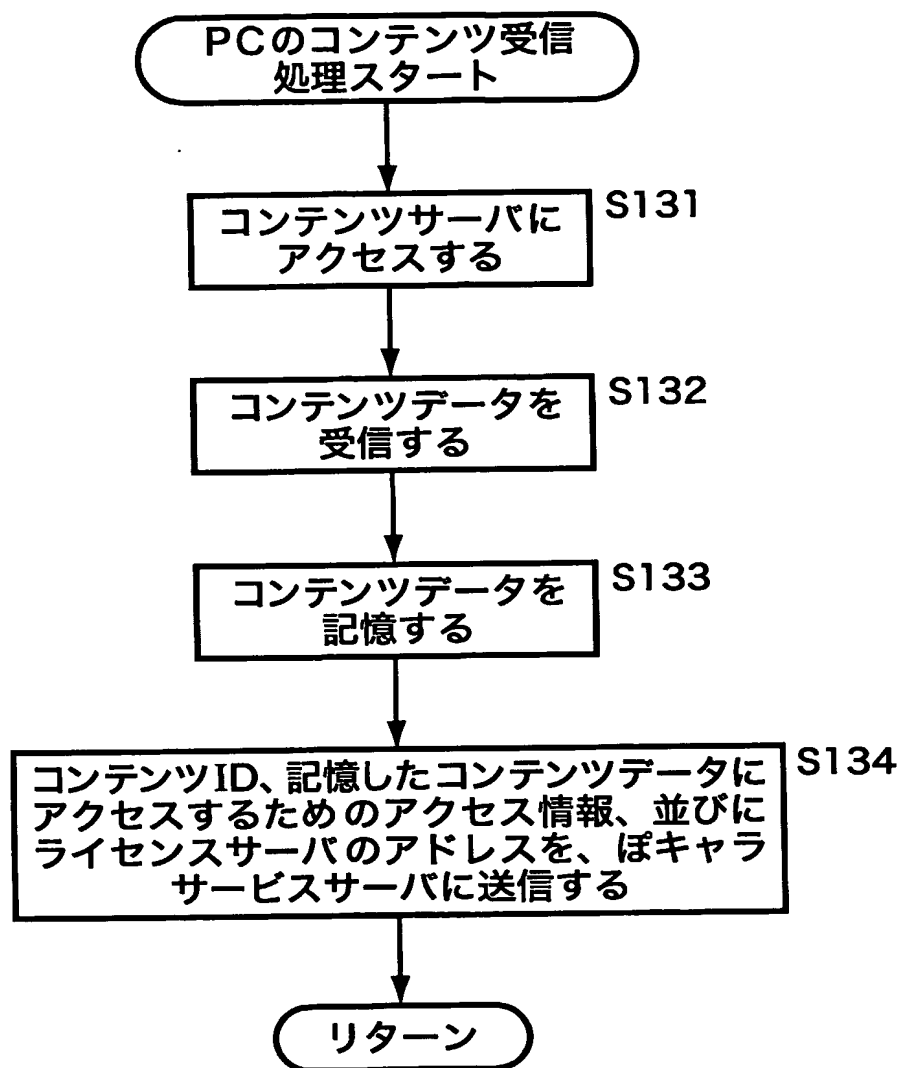 PCのコンテンツ受信
処理スタート
コンテンツサーバに
アクセスする
S131
コンテンツデータを
受信する
S132
コンテンツデータを
記憶する
S133
コンテンツID、記憶したコンテンツデータに
アクセスするためのアクセス情報、並びに
ライセンスサーバのアドレスを、ぽキャラ
サービスサーバに送信する
S134
リターン